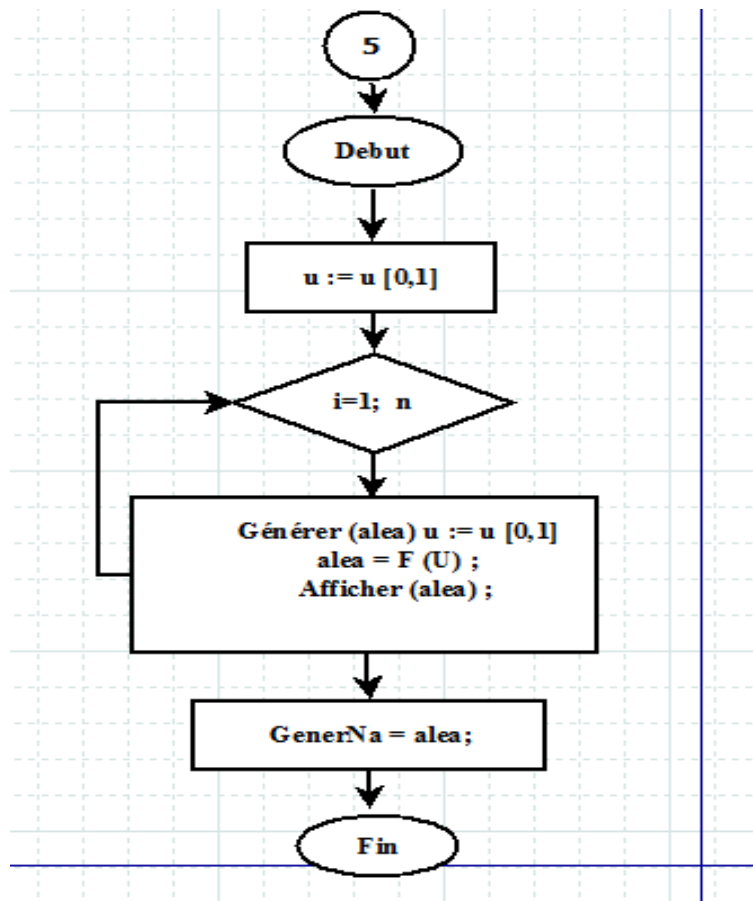 5
Debut
u := u [0,1]
i=1; n
Générer (alea) u := u [0,1]
alea = F (U) ;
Afficher (alea) ;
GenerNa = alea;
Fin